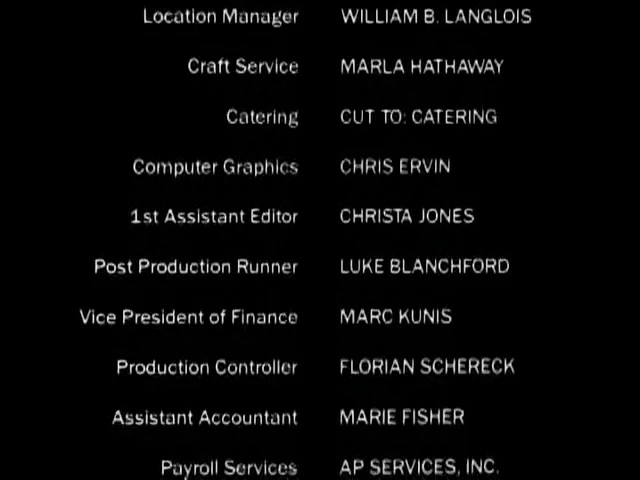 Location Manager WILLIAM B. LANGLOIS
Craft Service MARLA HATHAWAY
Catering CUT TO: CATERING
Computer Graphics CHRIS ERVIN
1st Assistant Editor CHRISTA JONES
Post Production Runner LUKE BLANCHFORD
Vice President of Finance MARC KUNIS
Production Controller FLORIAN SCHERECK
Assistant Accountant MARIE FISHER
Payroll Services AP SERVICES, INC.